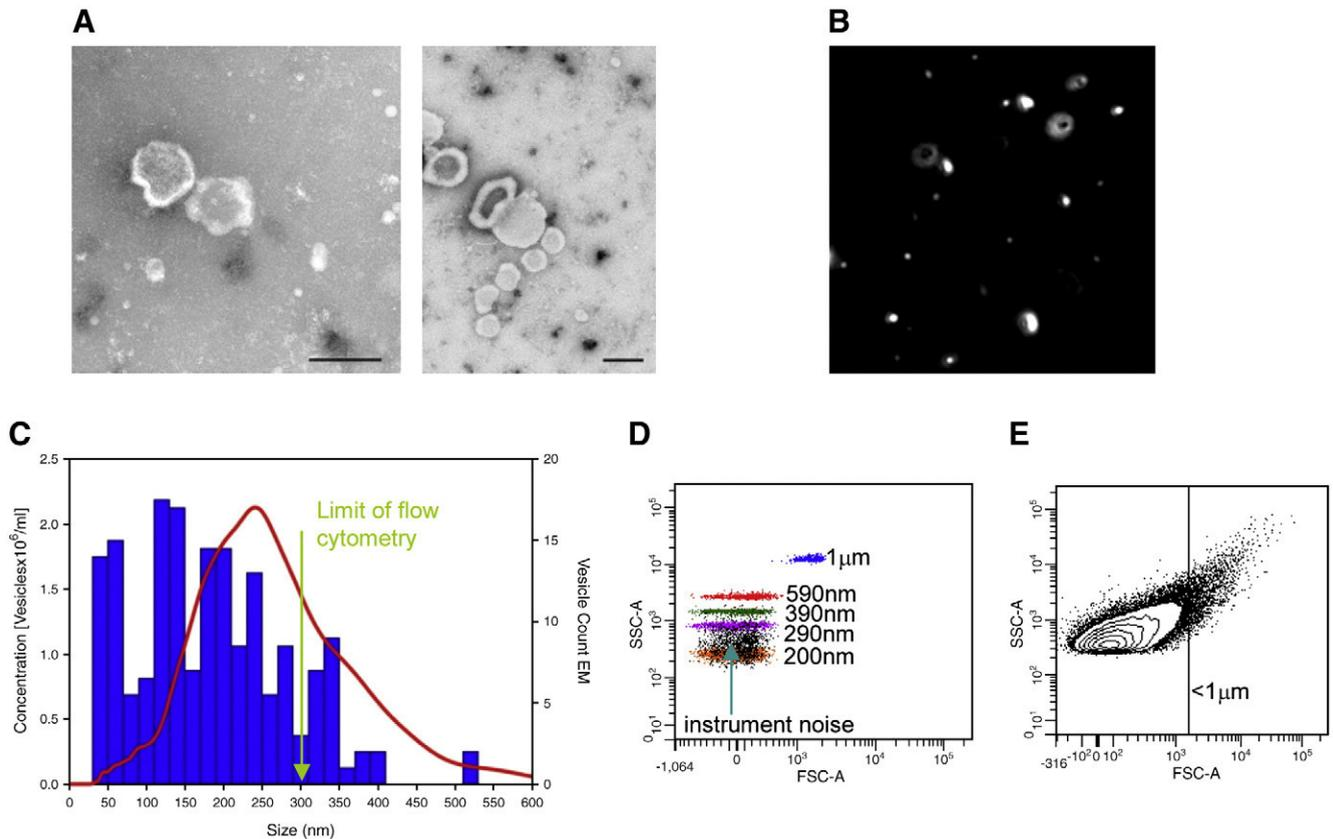 A
B
C
2.5
2.0
1.5
1.0
0.5
0.0
Concentration [Vesiclesx10⁶/ml]
20
15
10
5
0
Vesicle Count EM
Limit of flow
cytometry
0 50 100 150 200 250 300 350 400 450 500 550 600
Size (nm)
D
10⁵
10⁴
10³
10²
0 10¹
SSC-A
1µm
590nm
390nm
290nm
200nm
instrument noise
-1,064 0 10³ 10⁴ 10⁵
FSC-A
E
10⁵
10⁴
10³
10²
0 10¹
SSC-A
<1µm
-316 -10² 0 10² 10³ 10⁴ 10⁵
FSC-A